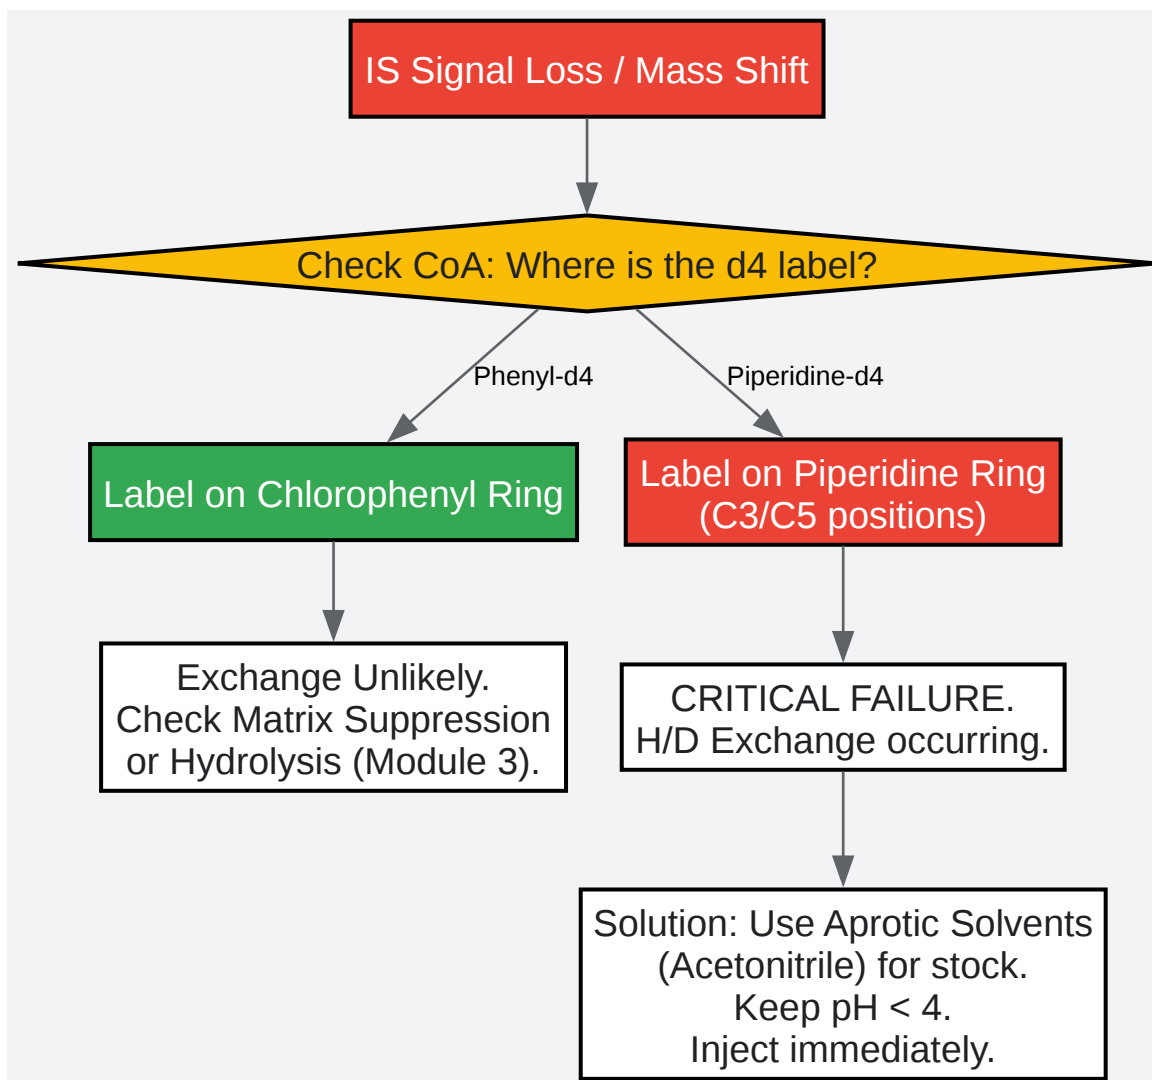 IS Signal Loss / Mass Shift
Check CoA: Where is the d4 label?
Phenyl-d4
Piperidine-d4
Label on Chlorophenyl Ring
Label on Piperidine Ring
(C3/C5 positions)
Exchange Unlikely.
Check Matrix Suppression
or Hydrolysis (Module 3).
CRITICAL FAILURE.
H/D Exchange occurring.
Solution: Use Aprotic Solvents
(Acetonitrile) for stock.
Keep pH < 4.
Inject immediately.